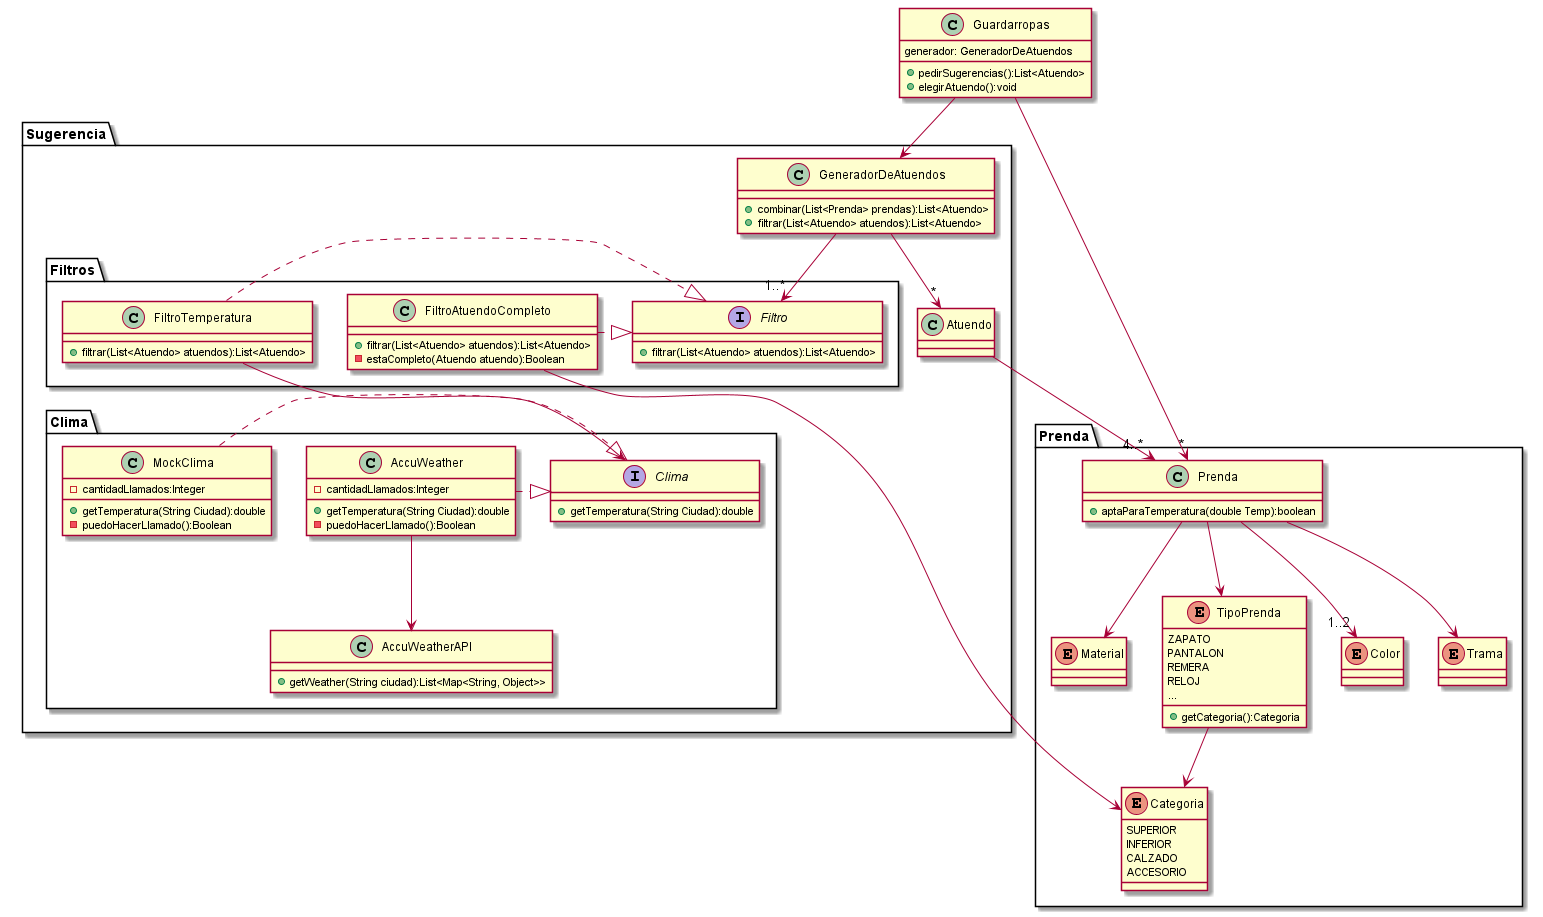 Guardarropas
generador: GeneradorDeAtuendos
pedirSugerencias():List<Atuendo>
elegirAtuendo():void
Sugerencia
GeneradorDeAtuendos
combinar(List<Prenda> prendas):List<Atuendo>
filtrar(List<Atuendo> atuendos):List<Atuendo>
Filtros
1..*
*
FiltroTemperatura
filtrar(List<Atuendo> atuendos):List<Atuendo>
FiltroAtuendoCompleto
filtrar(List<Atuendo> atuendos):List<Atuendo>
estaCompleto(Atuendo atuendo):Boolean
Filtro
filtrar(List<Atuendo> atuendos):List<Atuendo>
Atuendo
Clima
MockClima
cantidadLlamados:Integer
getTemperatura(String Ciudad):double
puedoHacerLlamado():Boolean
AccuWeather
cantidadLlamados:Integer
getTemperatura(String Ciudad):double
puedoHacerLlamado():Boolean
Clima
getTemperatura(String Ciudad):double
AccuWeatherAPI
getWeather(String ciudad):List<Map<String, Object>>
Prenda
4..*
*
Prenda
aptaParaTemperatura(double Temp):boolean
Material
TipoPrenda
ZAPATO
PANTALON
REMERA
RELOJ
...
getCategoria():Categoria
1..2
Color
Trama
Categoria
SUPERIOR
INFERIOR
CALZADO
ACCESORIO